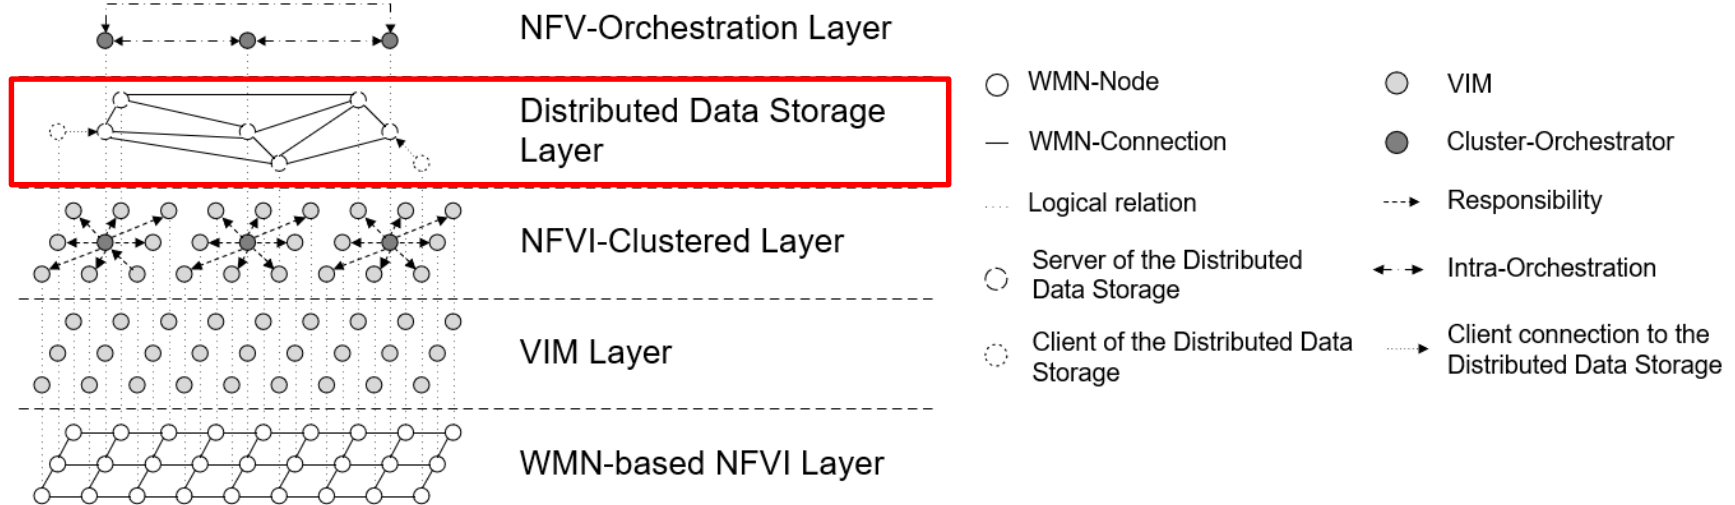 NFV-Orchestration Layer
Distributed Data Storage
Layer
NFVI-Clustered Layer
VIM Layer
WMN-based NFVI Layer
WMN-Node
WMN-Connection
Logical relation
Server of the Distributed
Data Storage
Client of the Distributed Data
Storage
VIM
Cluster-Orchestrator
Responsibility
Intra-Orchestration
Client connection to the
Distributed Data Storage